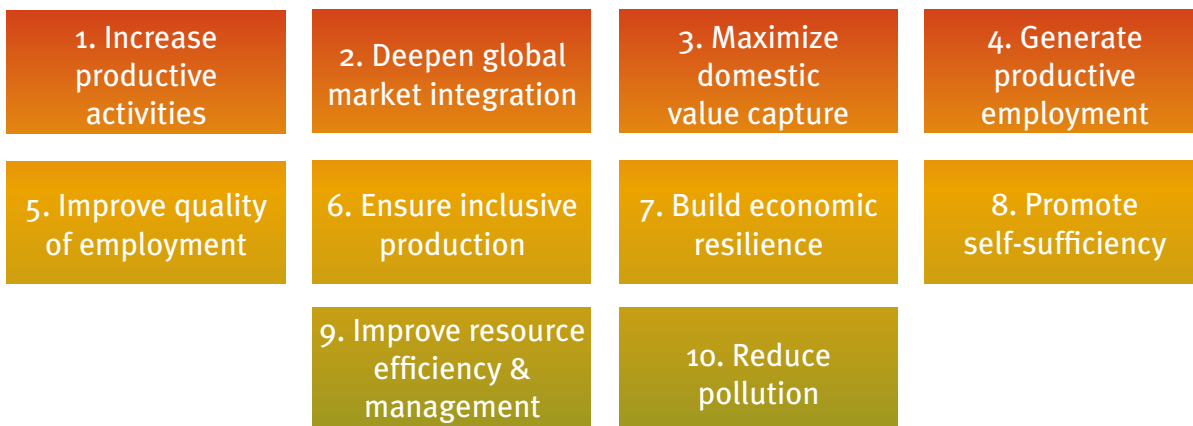 1. Increase
productive
activities
2. Deepen global
market integration
3. Maximize
domestic
value capture
4. Generate
productive
employment
5. Improve quality
of employment
6. Ensure inclusive
production
7. Build economic
resilience
8. Promote
self-sufficiency
9. Improve resource
efficiency &
management
10. Reduce
pollution